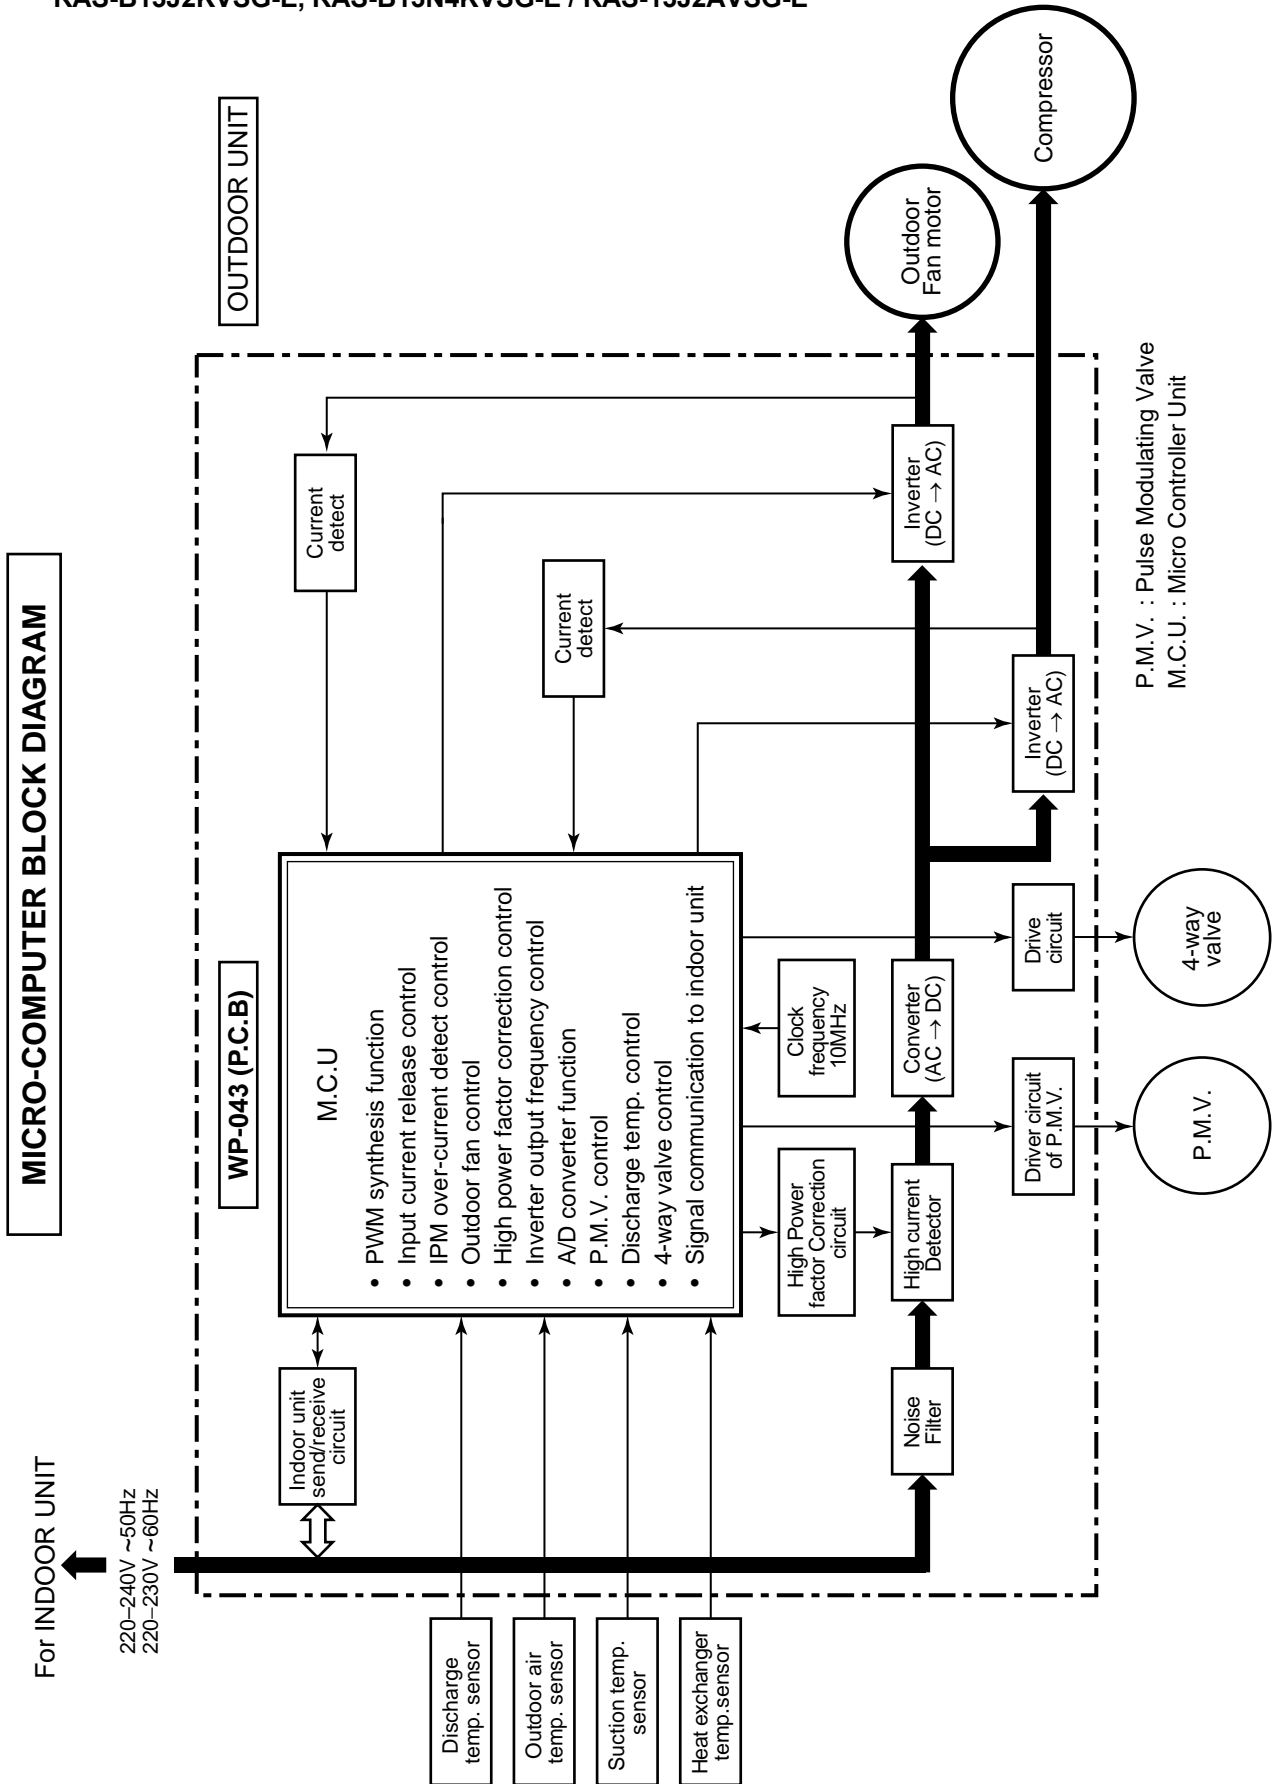 MICRO-COMPUTER BLOCK DIAGRAM
For INDOOR UNIT
220–240V ~50Hz
220–230V ~60Hz
WP-043 (P.C.B)
OUTDOOR UNIT
Indoor unit
send/receive
circuit
M.C.U
• PWM synthesis function
• Input current release control
• IPM over-current detect control
• Outdoor fan control
• High power factor correction control
• Inverter output frequency control
• A/D converter function
• P.M.V. control
• Discharge temp. control
• 4-way valve control
• Signal communication to indoor unit
Current
detect
Current
detect
Discharge
temp. sensor
Outdoor air
temp. sensor
Suction temp.
sensor
Heat exchanger
temp.sensor
High Power
factor Correction
circuit
Clock
frequency
10MHz
Noise
Filter
High current
Detector
Converter
(AC → DC)
Inverter
(DC → AC)
Outdoor
Fan motor
Driver circuit
of P.M.V.
Drive
circuit
Inverter
(DC → AC)
Compressor
P.M.V.
4-way
valve
P.M.V. : Pulse Modulating Valve
M.C.U. : Micro Controller Unit